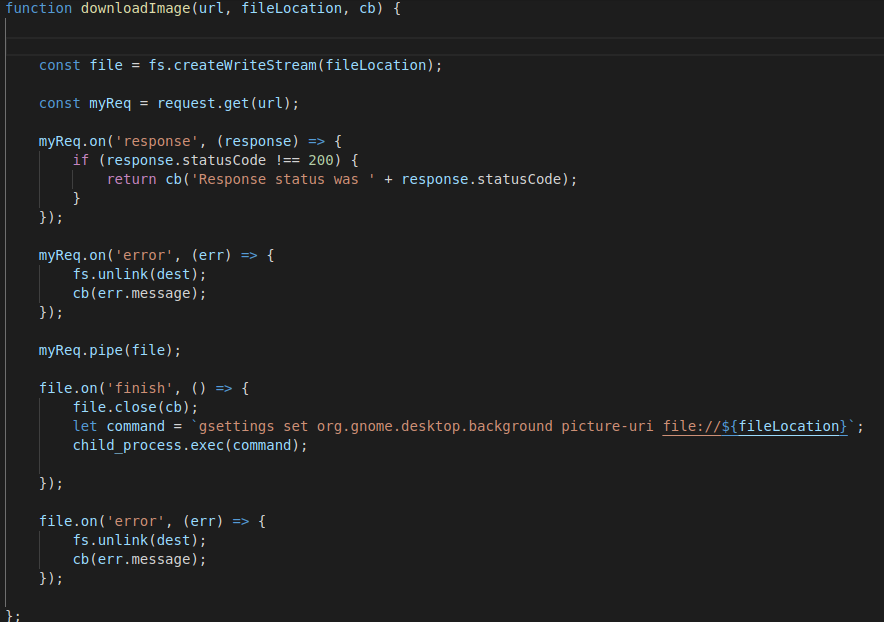 function downloadImage(url, fileLocation, cb) {
    const file = fs.createWriteStream(fileLocation);
    const myReq = request.get(url);
    myReq.on('response', (response) => {
        if (response.statusCode !== 200) {
            return cb('Response status was ' + response.statusCode);
        }
    });
    myReq.on('error', (err) => {
        fs.unlink(dest);
        cb(err.message);
    });
    myReq.pipe(file);
    file.on('finish', () => {
        file.close(cb);
        let command = `gsettings set org.gnome.desktop.background picture-uri file://${fileLocation}`;
        child_process.exec(command);
    });
    file.on('error', (err) => {
        fs.unlink(dest);
        cb(err.message);
    });
};